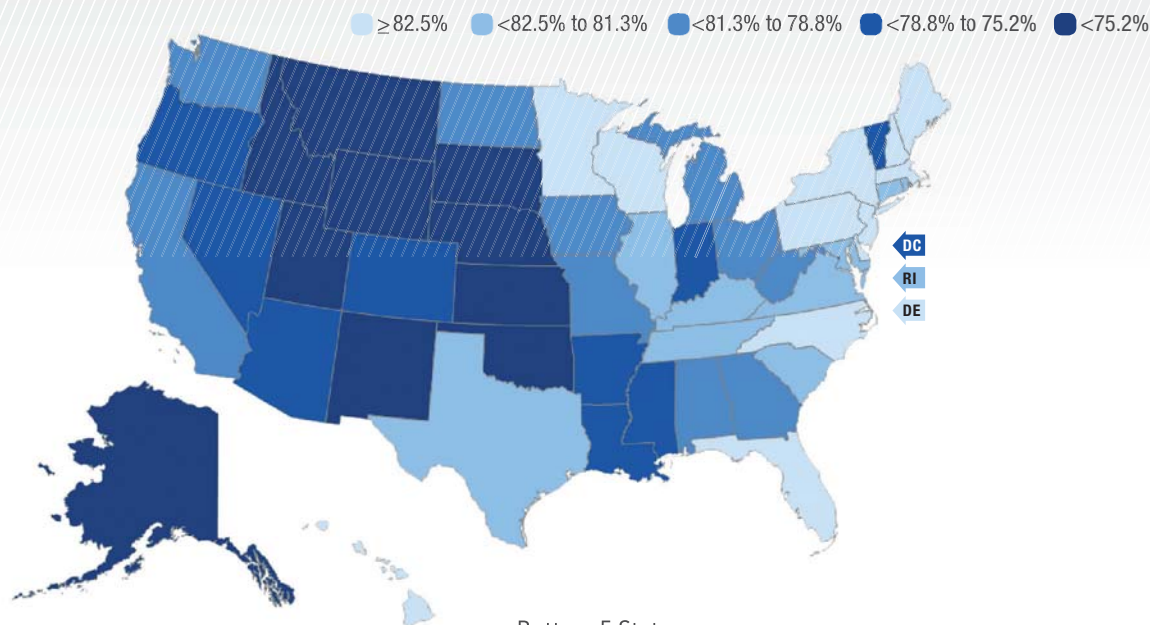 ≥82.5% <82.5% to 81.3% <81.3% to 78.8% <78.8% to 75.2% <75.2%
DC
RI
DE